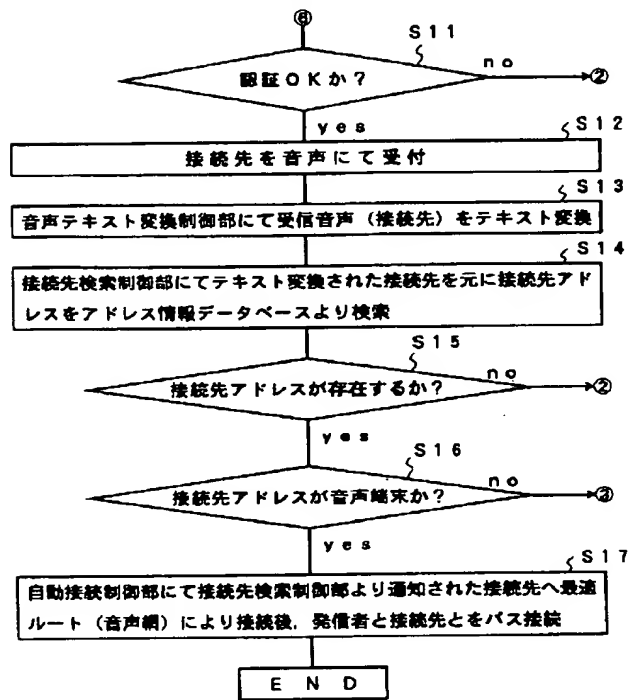 S11
認証OKか?
no
②
yes
S12
接続先を音声にて受付
S13
音声テキスト変換制御部にて受信音声(接続先)をテキスト変換
S14
接続先検索制御部にてテキスト変換された接続先を元に接続先アド
レスをアドレス情報データベースより検索
S15
接続先アドレスが存在するか?
no
②
yes
S16
接続先アドレスが音声端末か?
no
yes
S17
自動接続制御部にて接続先検索制御部より通知された接続先へ最適
ルート(音声網)により接続後,発信者と接続先とをパス接続
END